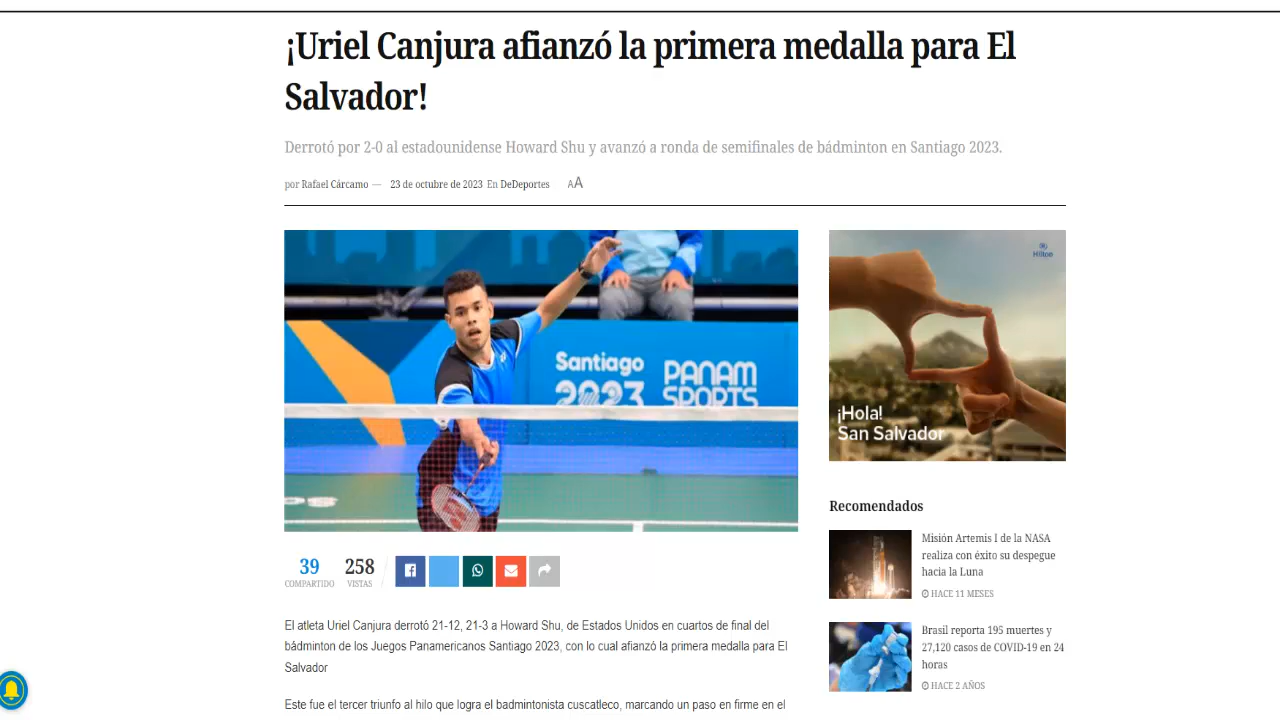 ¡Uriel Canjura afianzó la primera medalla para El
Salvador!
Derrotó por 2-0 al estadounidense Howard Shu y avanzó a ronda de semifinales de bádminton en Santiago 2023.
por Rafael Cárcamo — 23 de octubre de 2023 En DeDeportes AA
Santiago
2023
PANAM
SPORTS
Hilton
¡Hola!
San Salvador
39
COMPARTIDO
258
VISTAS
El atleta Uriel Canjura derrotó 21-12, 21-3 a Howard Shu, de Estados Unidos en cuartos de final del
bádminton de los Juegos Panamericanos Santiago 2023, con lo cual afianzó la primera medalla para El
Salvador
Este fue el tercer triunfo al hilo que logra el badmintonista cuscatleco, marcando un paso en firme en el
Recomendados
Misión Artemis I de la NASA
realiza con éxito su despegue
hacia la Luna
HACE 11 MESES
Brasil reporta 195 muertes y
27,120 casos de COVID-19 en 24
horas
HACE 2 AÑOS